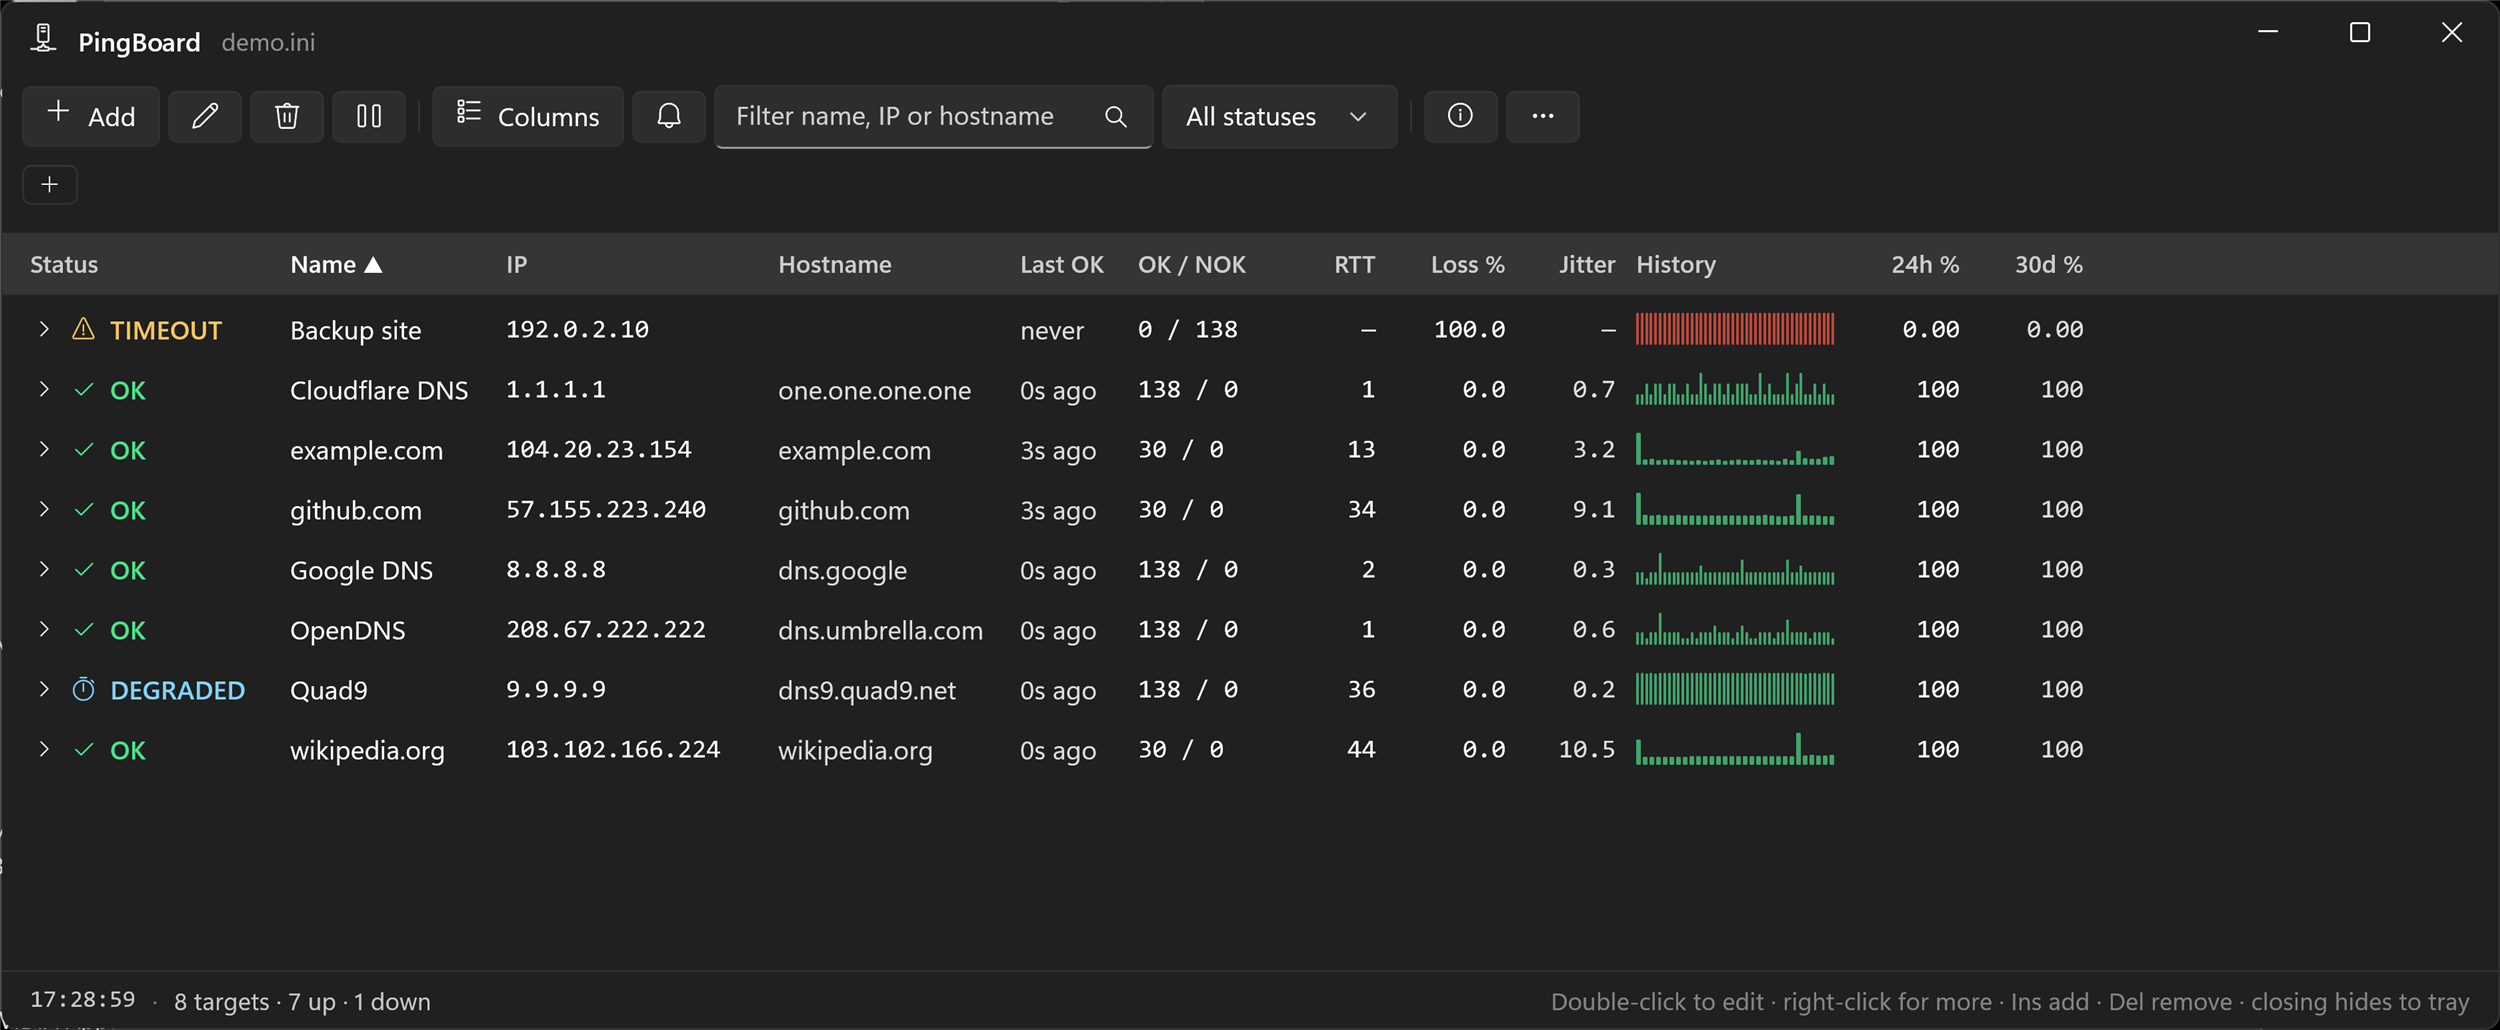 PingBoard demo.ini
Add Columns Filter name, IP or hostname All statuses
Status Name ▲ IP Hostname Last OK OK / NOK RTT Loss % Jitter History 24h % 30d %
TIMEOUT Backup site 192.0.2.10 never 0 / 138 — 100.0 — 0.00 0.00
OK Cloudflare DNS 1.1.1.1 one.one.one.one 0s ago 138 / 0 1 0.0 0.7 100 100
OK example.com 104.20.23.154 example.com 3s ago 30 / 0 13 0.0 3.2 100 100
OK github.com 57.155.223.240 github.com 3s ago 30 / 0 34 0.0 9.1 100 100
OK Google DNS 8.8.8.8 dns.google 0s ago 138 / 0 2 0.0 0.3 100 100
OK OpenDNS 208.67.222.222 dns.umbrella.com 0s ago 138 / 0 1 0.0 0.6 100 100
DEGRADED Quad9 9.9.9.9 dns9.quad9.net 0s ago 138 / 0 36 0.0 0.2 100 100
OK wikipedia.org 103.102.166.224 wikipedia.org 0s ago 30 / 0 44 0.0 10.5 100 100
17:28:59 · 8 targets · 7 up · 1 down Double-click to edit · right-click for more · Ins add · Del remove · closing hides to tray